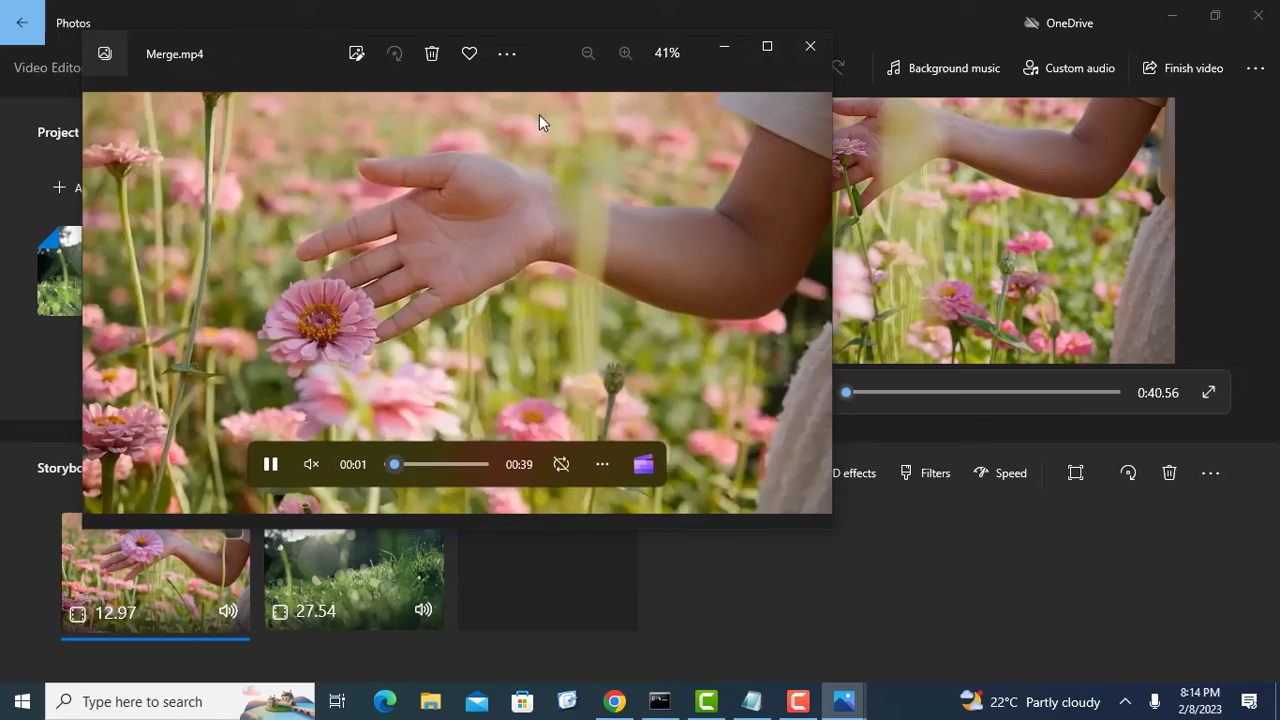 Photos
OneDrive
Video Edito
Merge.mp4
41%
Background music
Custom audio
Finish video
Project
A
00:01
00:39
0:40.56
Storyb
D effects
Filters
Speed
12.97
27.54
Type here to search
22°C Partly cloudy
8:14 PM
2/8/2023